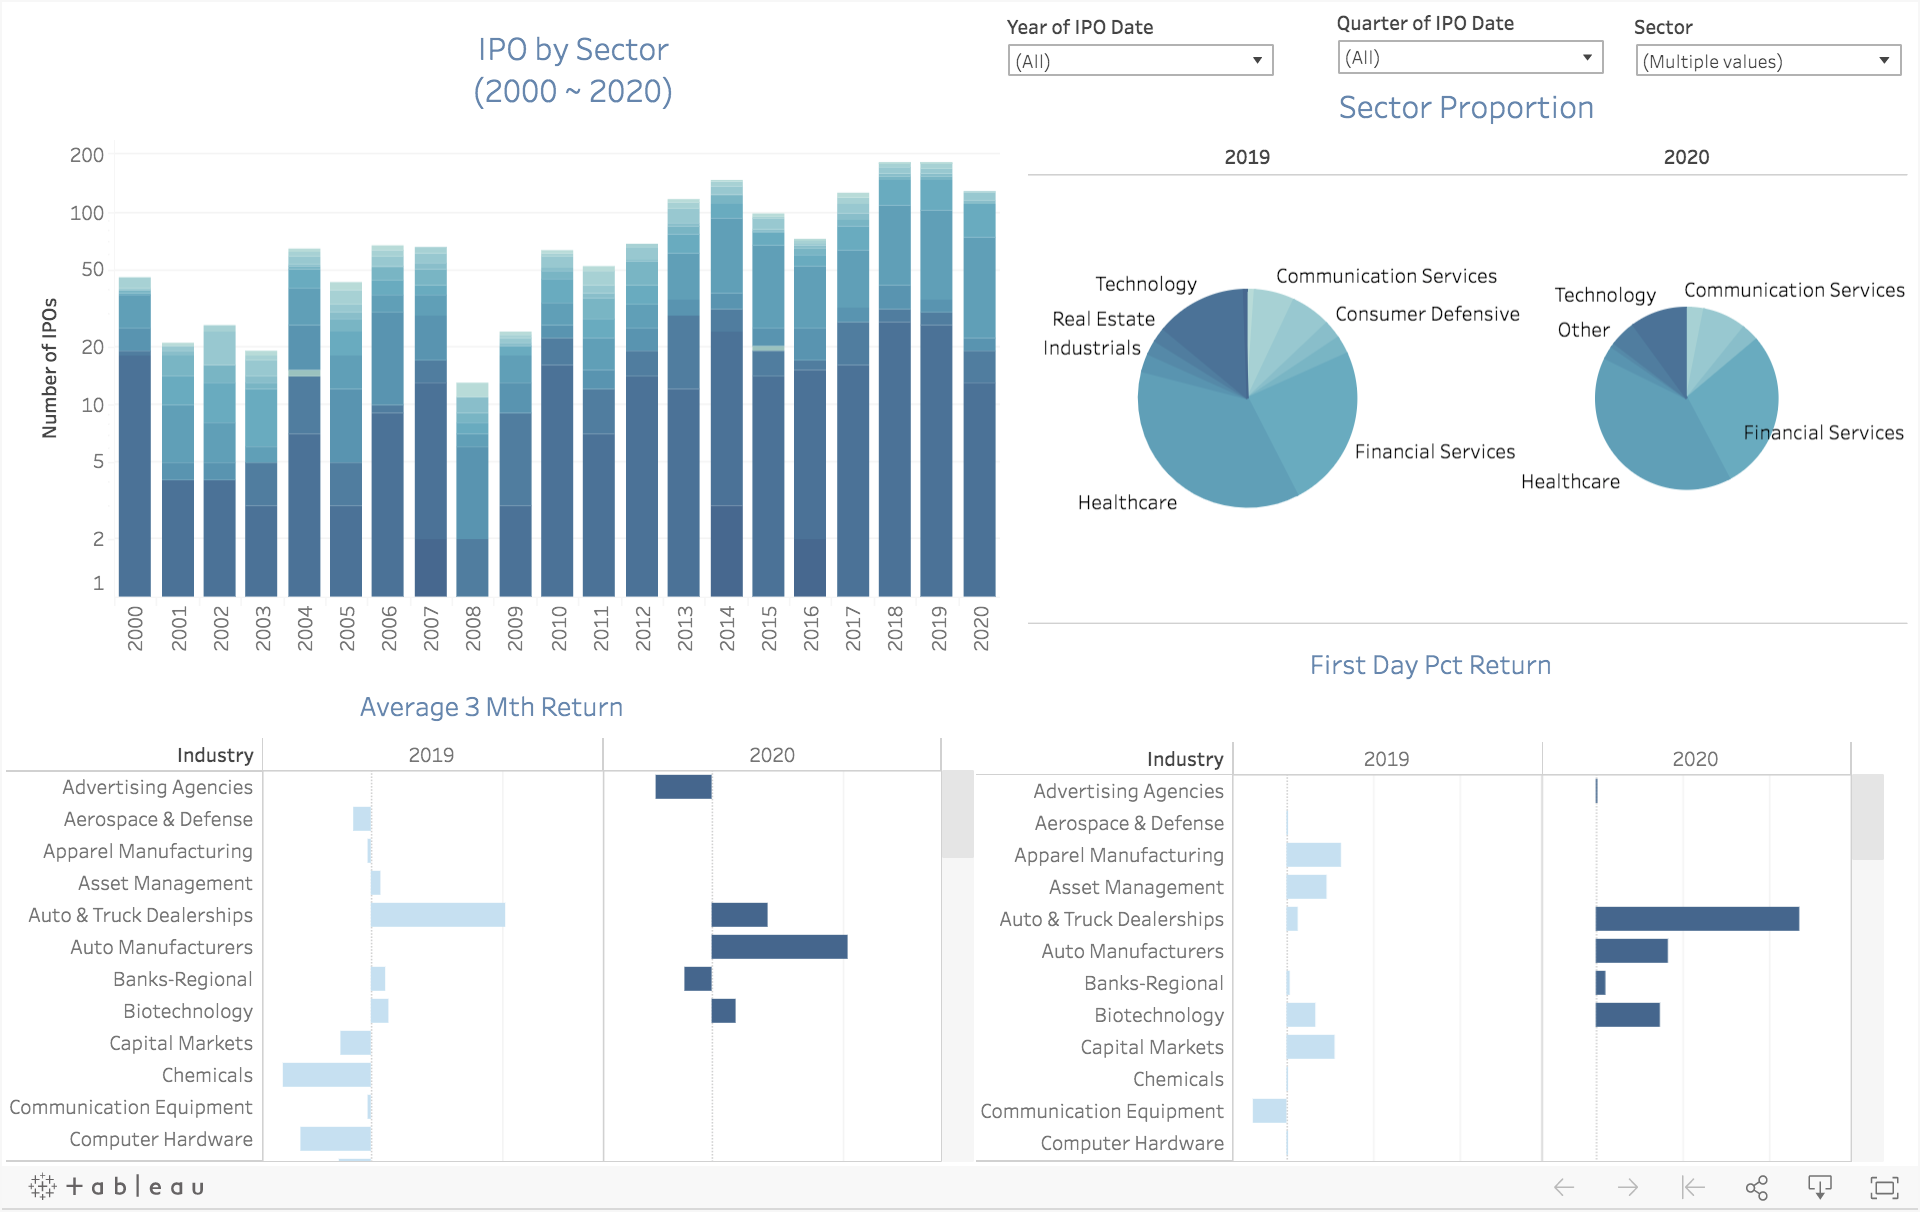 IPO by Sector
(2000 ~ 2020)
Year of IPO Date
(All)
Quarter of IPO Date
(All)
Sector
(Multiple values)
Number of IPOs
200
100
50
20
10
5
2
1
2000
2001
2002
2003
2004
2005
2006
2007
2008
2009
2010
2011
2012
2013
2014
2015
2016
2017
2018
2019
2020
Sector Proportion
2019
2020
Technology
Communication Services
Real Estate
Consumer Defensive
Industrials
Financial Services
Healthcare
Technology
Communication Services
Other
Financial Services
Healthcare
Average 3 Mth Return
Industry
2019
2020
Advertising Agencies
Aerospace & Defense
Apparel Manufacturing
Asset Management
Auto & Truck Dealerships
Auto Manufacturers
Banks-Regional
Biotechnology
Capital Markets
Chemicals
Communication Equipment
Computer Hardware
First Day Pct Return
Industry
2019
2020
Advertising Agencies
Aerospace & Defense
Apparel Manufacturing
Asset Management
Auto & Truck Dealerships
Auto Manufacturers
Banks-Regional
Biotechnology
Capital Markets
Chemicals
Communication Equipment
Computer Hardware
+ableau